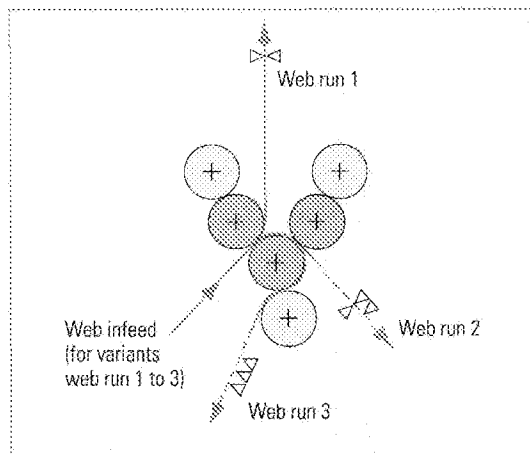 Web run 1
Web infeed
(for variants
web run 1 to 3)
Web run 2
Web run 3